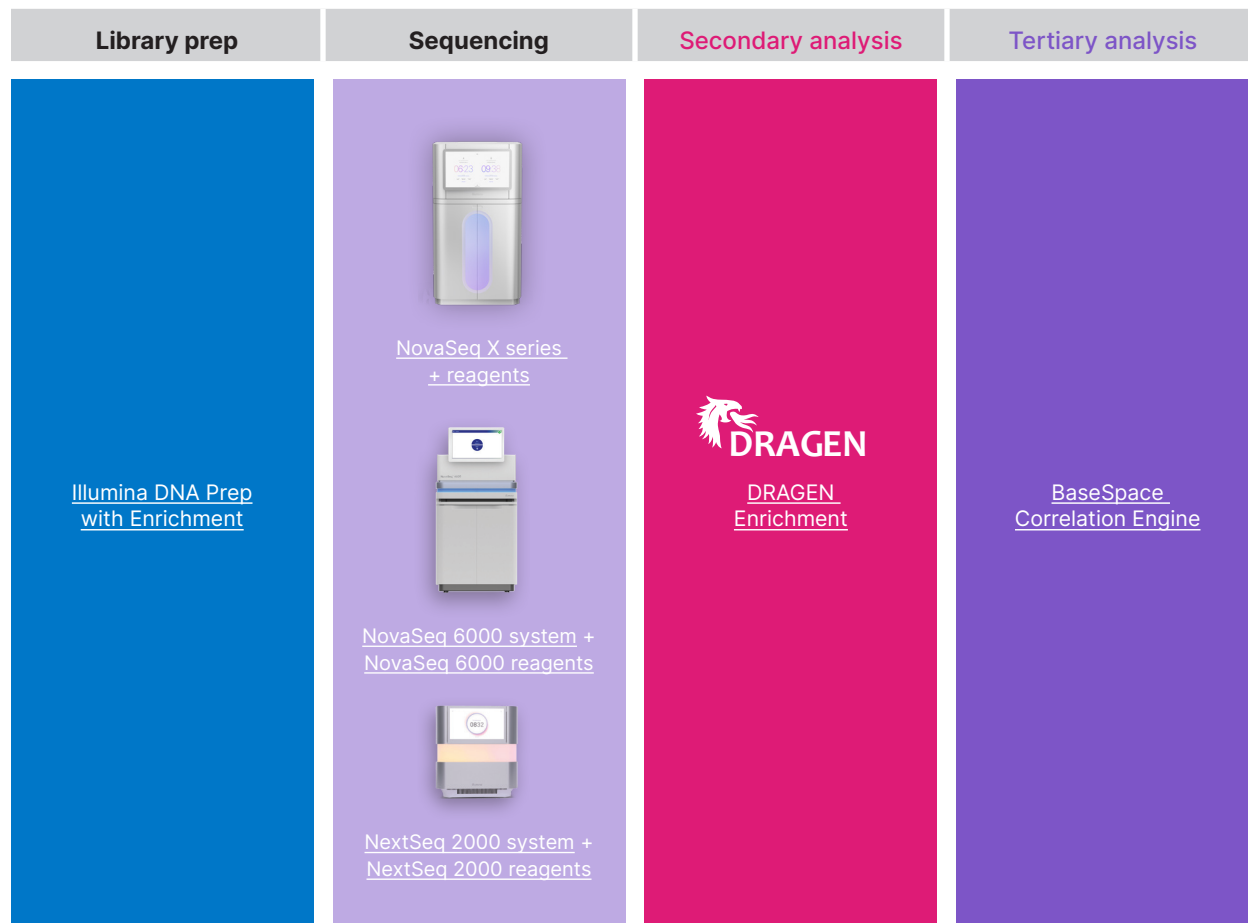 Library prep
Sequencing
Secondary analysis
Tertiary analysis
Illumina DNA Prep
with Enrichment
NovaSeq X series
+ reagents
NovaSeq 6000 system +
NovaSeq 6000 reagents
0832
NextSeq 2000 system +
NextSeq 2000 reagents
DRAGEN
DRAGEN
Enrichment
BaseSpace
Correlation Engine